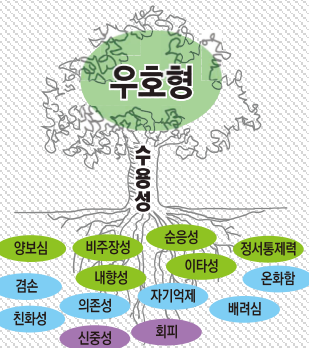 우호형
수용성
양보심
비주장성
순응성
정서통제력
겸손
내향성
이타성
온화함
친화성
의존성
자기억제
배려심
신중성
회피